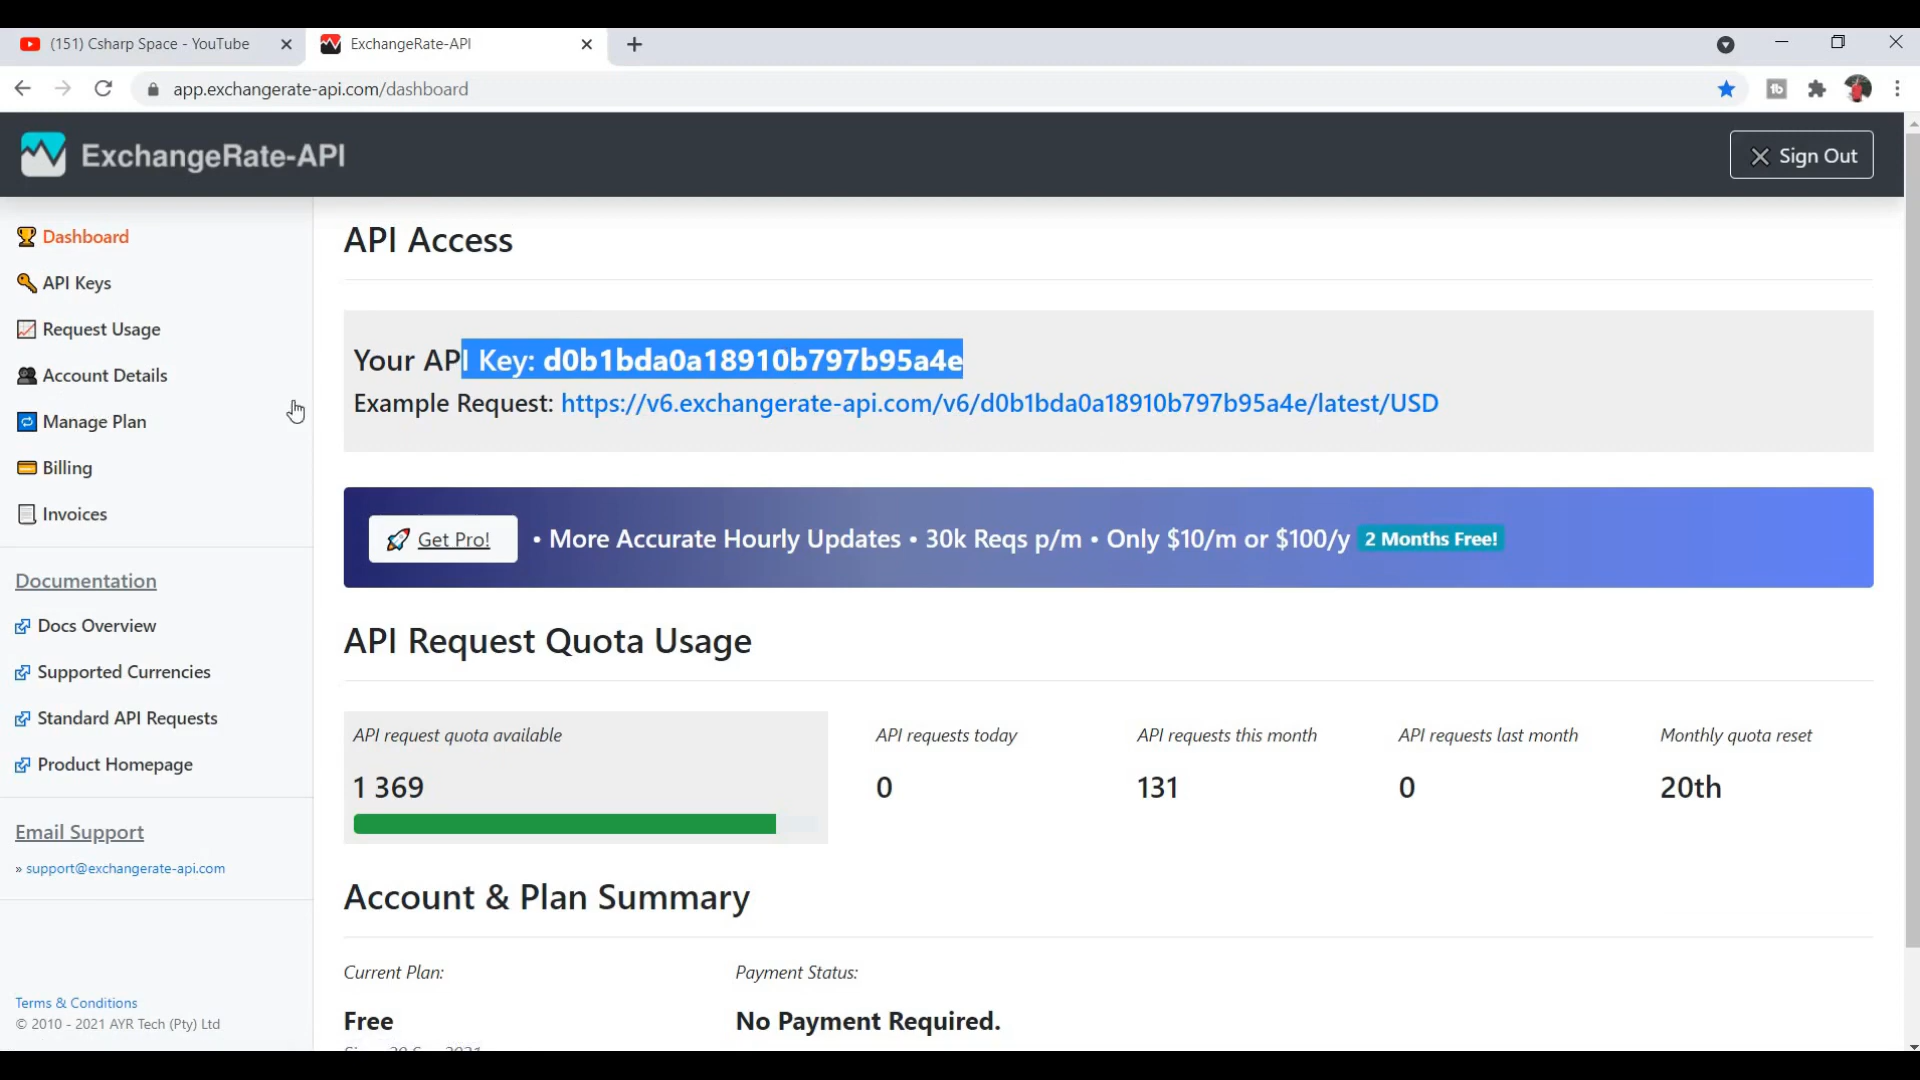 (151) Csharp Space - YouTube
ExchangeRate-API
app.exchangerate-api.com/dashboard
ExchangeRate-API
Sign Out
Dashboard
API Keys
Request Usage
Account Details
Manage Plan
Billing
Invoices
Documentation
Docs Overview
Supported Currencies
Standard API Requests
Product Homepage
Email Support
» support@exchangerate-api.com
Terms & Conditions
© 2010 - 2021 AYR Tech (Pty) Ltd
API Access
Your API Key: d0b1bda0a18910b797b95a4e
Example Request: https://v6.exchangerate-api.com/v6/d0b1bda0a18910b797b95a4e/latest/USD
Get Pro! • More Accurate Hourly Updates • 30k Reqs p/m • Only $10/m or $100/y 2 Months Free!
API Request Quota Usage
API request quota available
1 369
API requests today
0
API requests this month
131
API requests last month
0
Monthly quota reset
20th
Account & Plan Summary
Current Plan:
Free
Payment Status:
No Payment Required.